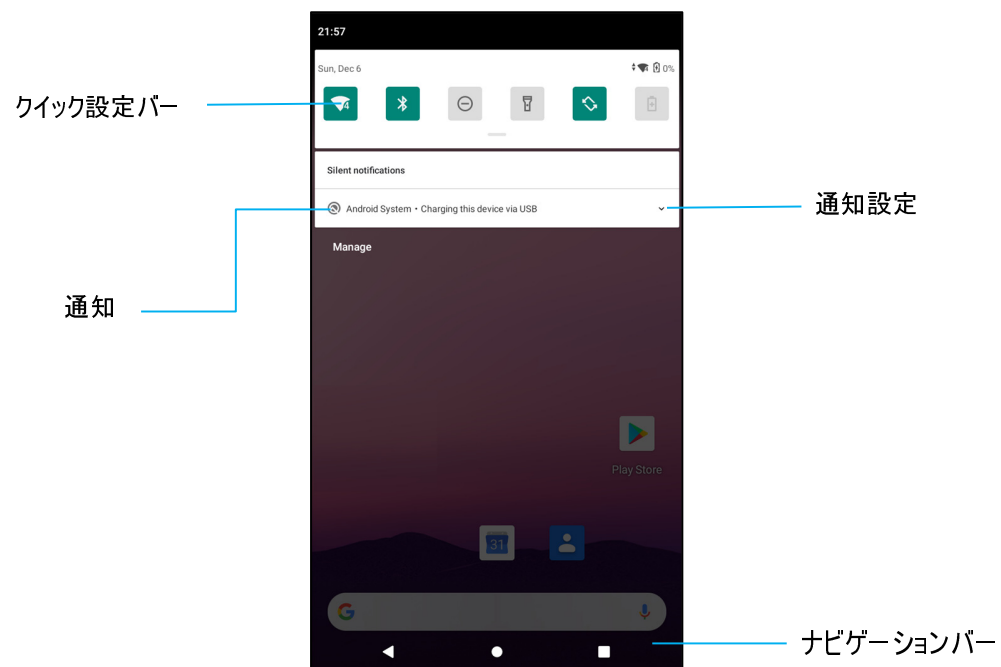 21:57
Sun, Dec 6
0%
クイック設定バー
4
Silent notifications
Android System • Charging this device via USB
通知設定
Manage
通知
Play Store
31
G
ナビゲーションバー